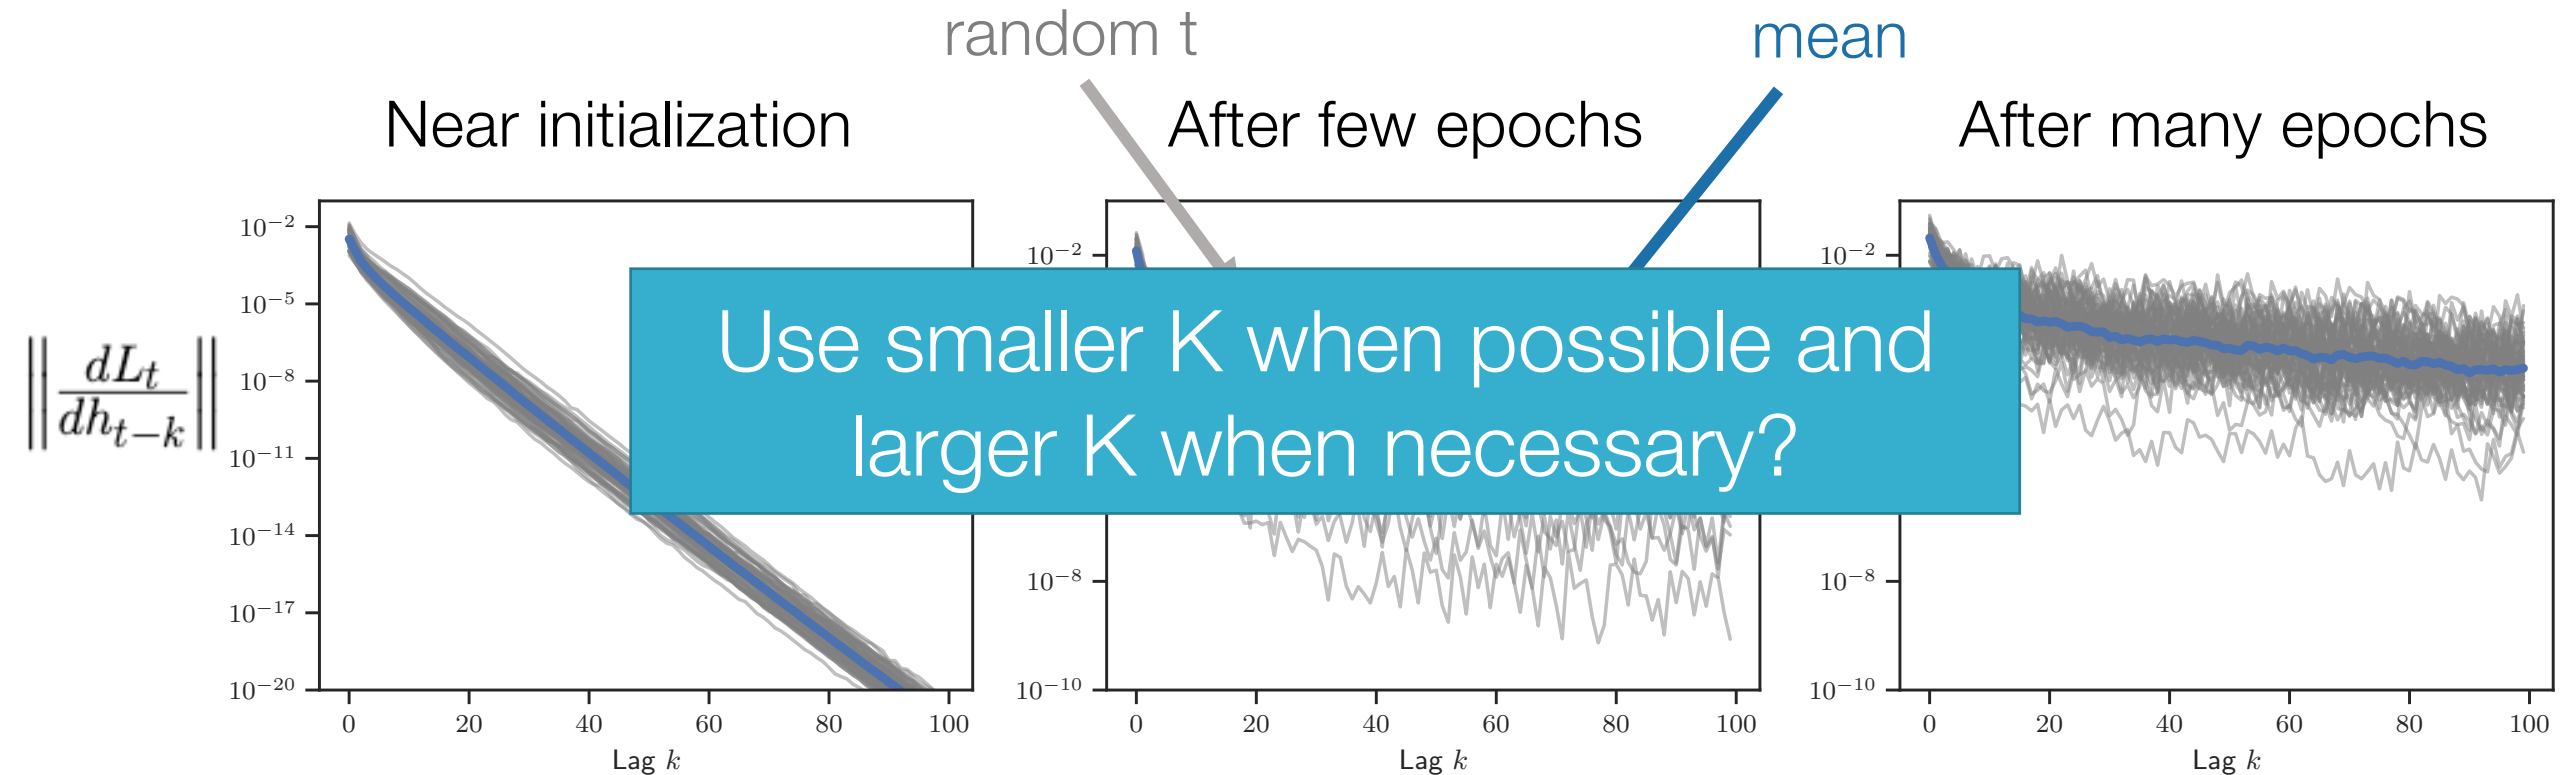 random t
mean
Near initialization
After few epochs
After many epochs
‖dL_t/dh_{t−k}‖
10⁻²
10⁻⁵
10⁻⁸
10⁻¹¹
10⁻¹⁴
10⁻¹⁷
10⁻²⁰
0 20 40 60 80 100
Lag k
10⁻²
10⁻⁸
10⁻¹⁰
0 20 40 60 80 100
Lag k
10⁻²
10⁻⁸
10⁻¹⁰
0 20 40 60 80 100
Lag k
Use smaller K when possible and
larger K when necessary?